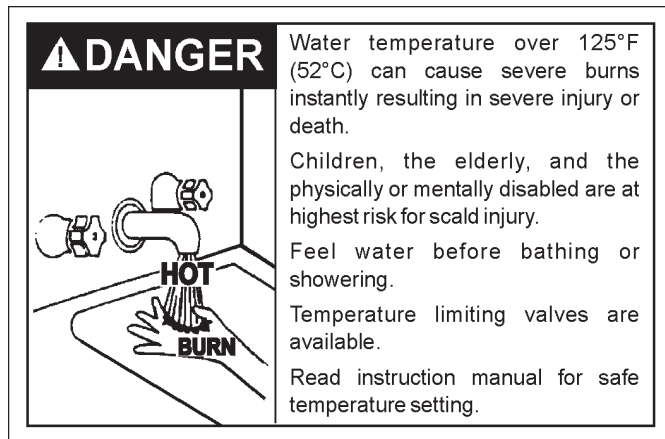 DANGER
HOT
BURN
Water temperature over 125°F
(52°C) can cause severe burns
instantly resulting in severe injury or
death.
Children, the elderly, and the
physically or mentally disabled are at
highest risk for scald injury.
Feel water before bathing or
showering.
Temperature limiting valves are
available.
Read instruction manual for safe
temperature setting.